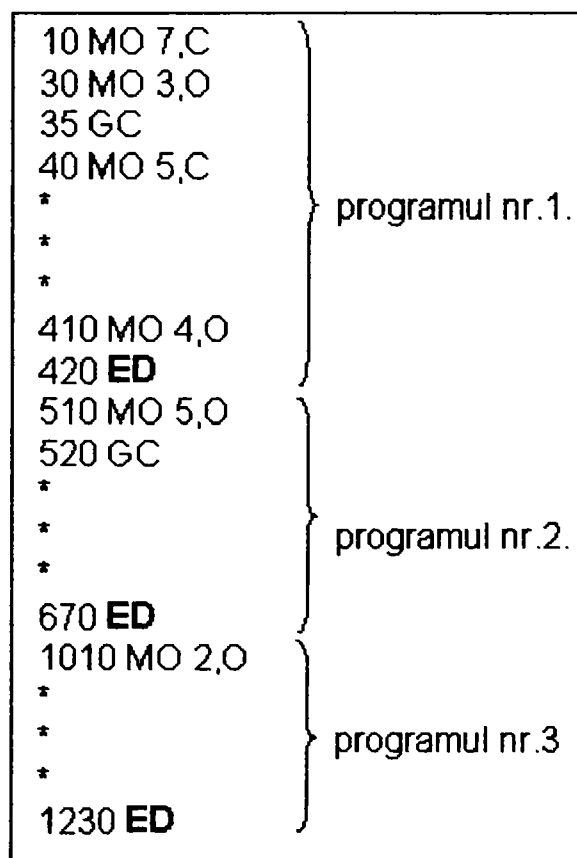 10 MO 7,C
30 MO 3,O
35 GC
40 MO 5,C
*
*
*
410 MO 4,O
420 ED
programul nr.1.
510 MO 5,O
520 GC
*
*
*
670 ED
programul nr.2.
1010 MO 2,O
*
*
*
1230 ED
programul nr.3